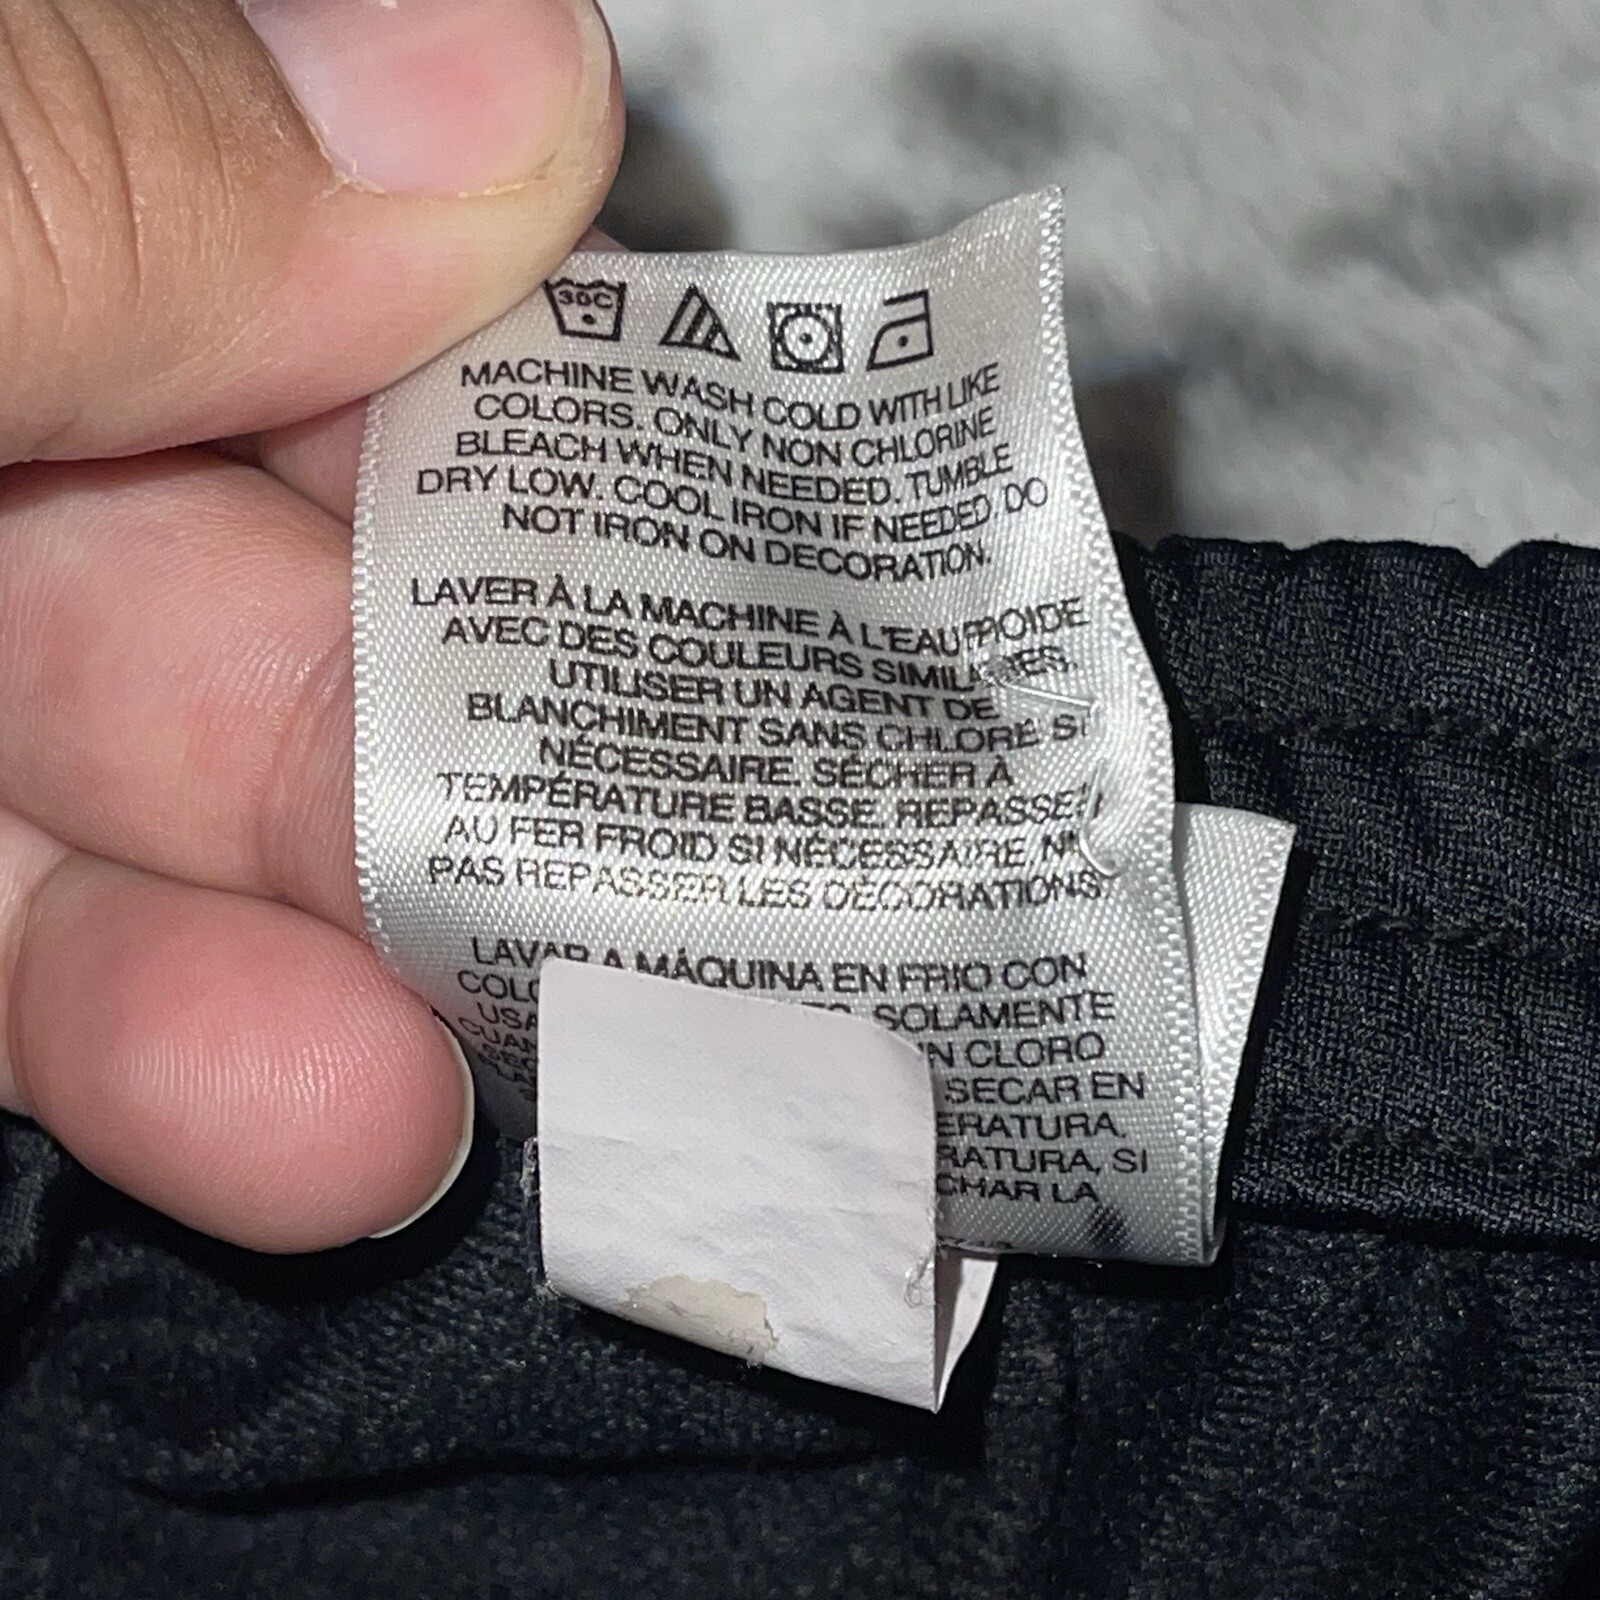 30C
MACHINE WASH COLD WITH LIKE
COLORS. ONLY NON CHLORINE
BLEACH WHEN NEEDED. TUMBLE
DRY LOW. COOL IRON IF NEEDED. DO
NOT IRON ON DECORATION.
LAVER À LA MACHINE À L'EAU FROIDE
AVEC DES COULEURS SIMILAIRES.
UTILISER UN AGENT DE
BLANCHIMENT SANS CHLORE SI
NÉCESSAIRE. SÉCHER À
TEMPÉRATURE BASSE. REPASSER
AU FER FROID SI NÉCESSAIRE. NE
PAS REPASSER LES DÉCORATIONS.
LAVAR A MÁQUINA EN FRIO CON
SOLAMENTE
CLORO
SECAR EN
SI
LA